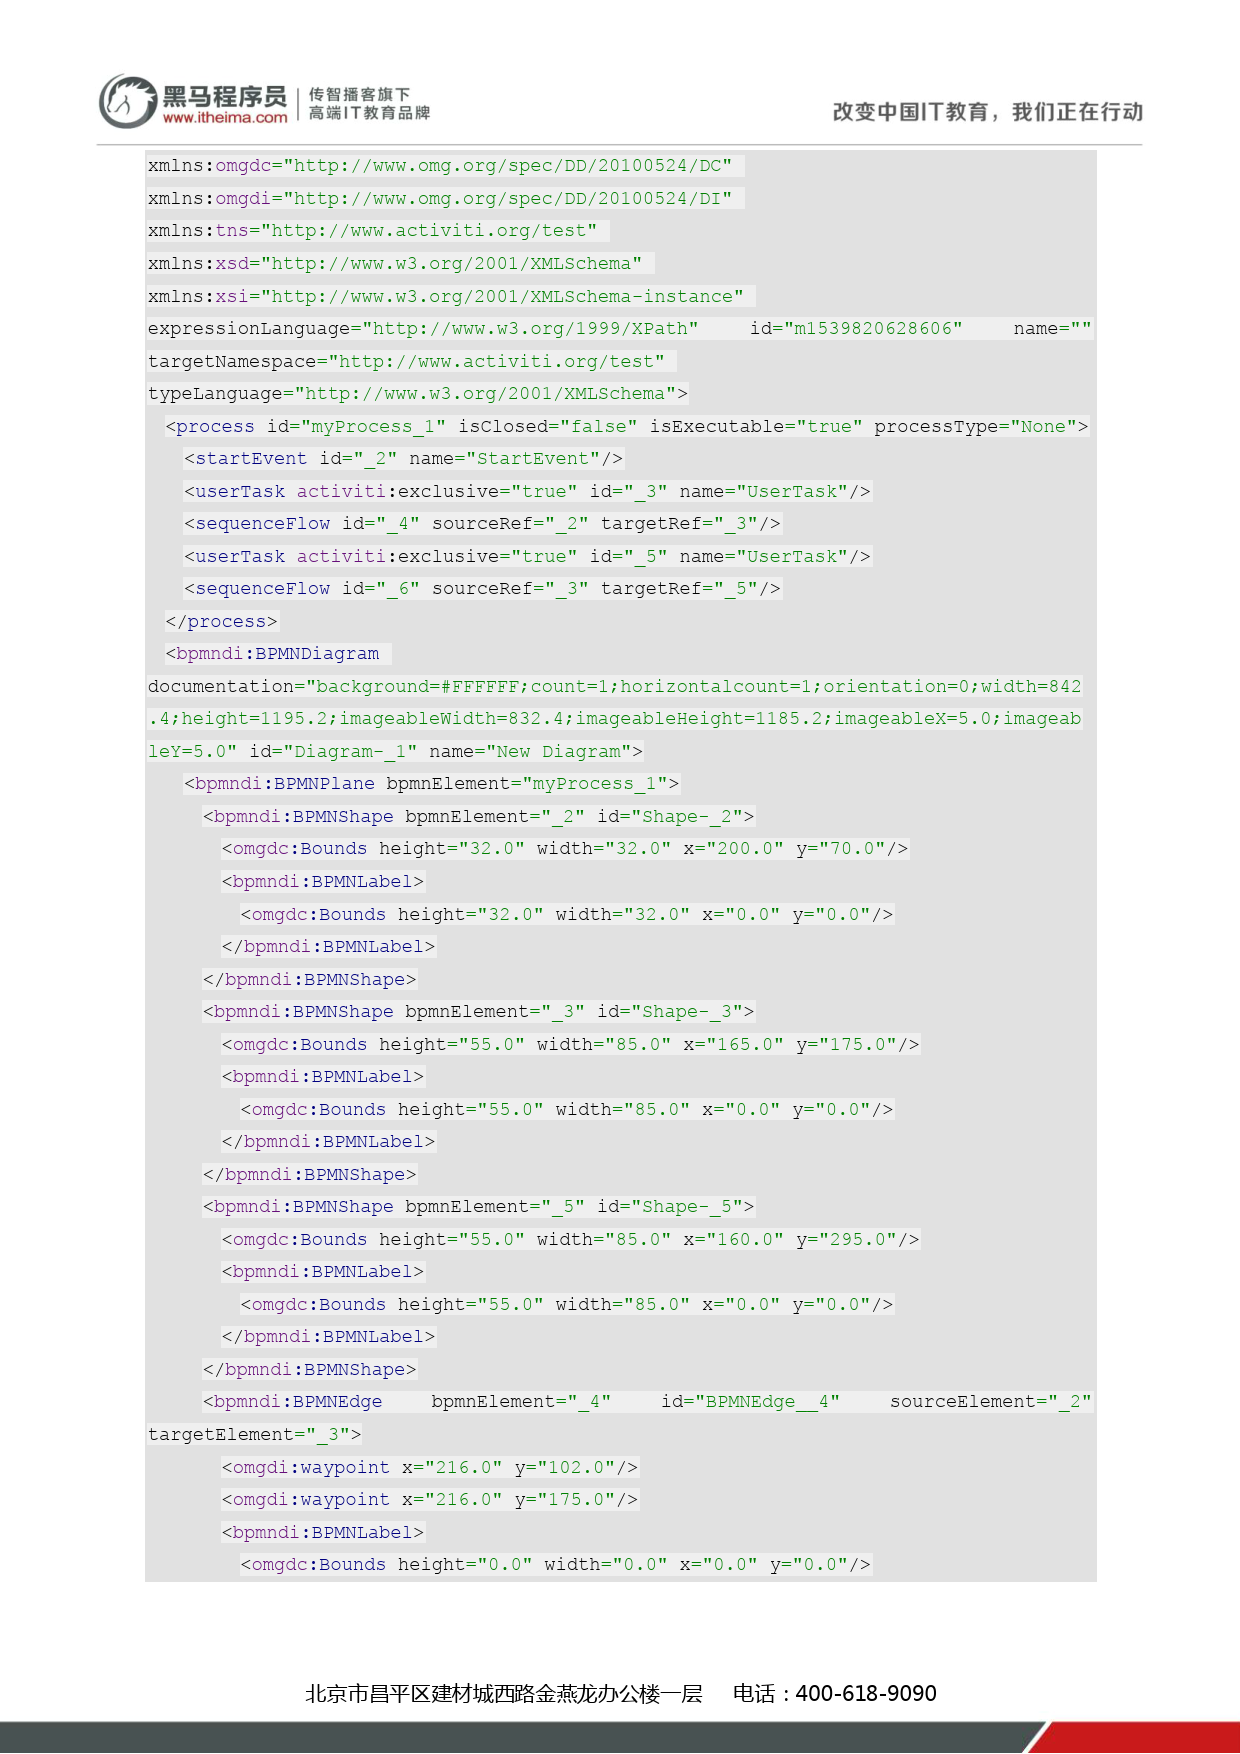 黑马程序员
www.itheima.com
传智播客旗下
高端IT教育品牌
改变中国IT教育，我们正在行动
xmlns:omgdc="http://www.omg.org/spec/DD/20100524/DC"
xmlns:omgdi="http://www.omg.org/spec/DD/20100524/DI"
xmlns:tns="http://www.activiti.org/test"
xmlns:xsd="http://www.w3.org/2001/XMLSchema"
xmlns:xsi="http://www.w3.org/2001/XMLSchema-instance"
expressionLanguage="http://www.w3.org/1999/XPath" id="m1539820628606" name=""
targetNamespace="http://www.activiti.org/test"
typeLanguage="http://www.w3.org/2001/XMLSchema">
<process id="myProcess_1" isClosed="false" isExecutable="true" processType="None">
<startEvent id="_2" name="StartEvent"/>
<userTask activiti:exclusive="true" id="_3" name="UserTask"/>
<sequenceFlow id="_4" sourceRef="_2" targetRef="_3"/>
<userTask activiti:exclusive="true" id="_5" name="UserTask"/>
<sequenceFlow id="_6" sourceRef="_3" targetRef="_5"/>
</process>
<bpmndi:BPMNDiagram
documentation="background=#FFFFFF;count=1;horizontalcount=1;orientation=0;width=842
.4;height=1195.2;imageableWidth=832.4;imageableHeight=1185.2;imageableX=5.0;imageab
leY=5.0" id="Diagram-_1" name="New Diagram">
<bpmndi:BPMNPlane bpmnElement="myProcess_1">
<bpmndi:BPMNShape bpmnElement="_2" id="Shape-_2">
<omgdc:Bounds height="32.0" width="32.0" x="200.0" y="70.0"/>
<bpmndi:BPMNLabel>
<omgdc:Bounds height="32.0" width="32.0" x="0.0" y="0.0"/>
</bpmndi:BPMNLabel>
</bpmndi:BPMNShape>
<bpmndi:BPMNShape bpmnElement="_3" id="Shape-_3">
<omgdc:Bounds height="55.0" width="85.0" x="165.0" y="175.0"/>
<bpmndi:BPMNLabel>
<omgdc:Bounds height="55.0" width="85.0" x="0.0" y="0.0"/>
</bpmndi:BPMNLabel>
</bpmndi:BPMNShape>
<bpmndi:BPMNShape bpmnElement="_5" id="Shape-_5">
<omgdc:Bounds height="55.0" width="85.0" x="160.0" y="295.0"/>
<bpmndi:BPMNLabel>
<omgdc:Bounds height="55.0" width="85.0" x="0.0" y="0.0"/>
</bpmndi:BPMNLabel>
</bpmndi:BPMNShape>
<bpmndi:BPMNEdge bpmnElement="_4" id="BPMNEdge__4" sourceElement="_2"
targetElement="_3">
<omgdi:waypoint x="216.0" y="102.0"/>
<omgdi:waypoint x="216.0" y="175.0"/>
<bpmndi:BPMNLabel>
<omgdc:Bounds height="0.0" width="0.0" x="0.0" y="0.0"/>
北京市昌平区建材城西路金燕龙办公楼一层 电话：400-618-9090